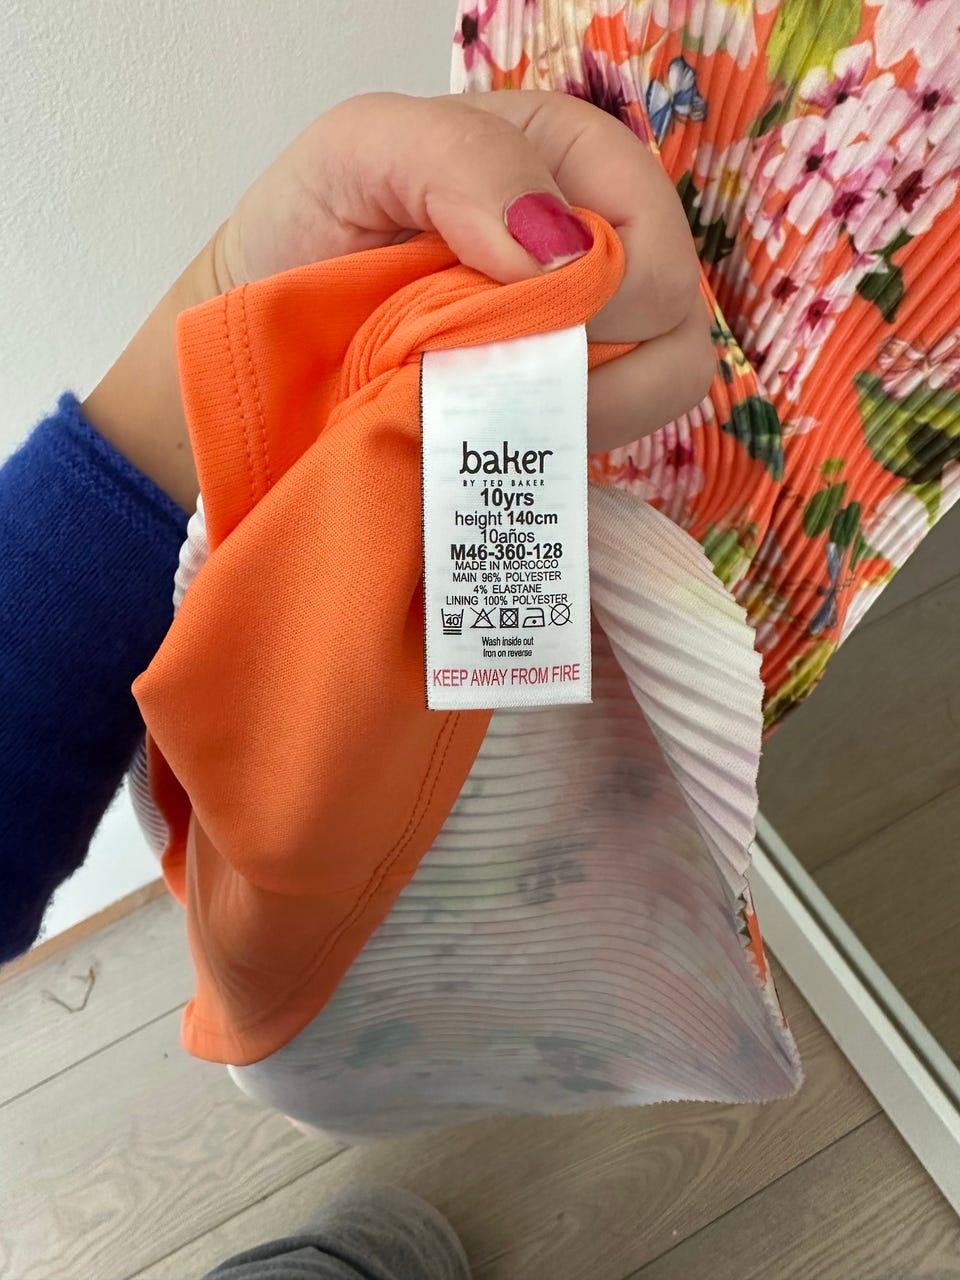 baker
BY TED BAKER
10yrs
height 140cm
10años
M46-360-128
MADE IN MOROCCO
MAIN 96% POLYESTER
4% ELASTANE
LINING 100% POLYESTER
40
Wash inside out
Iron on reverse
KEEP AWAY FROM FIRE